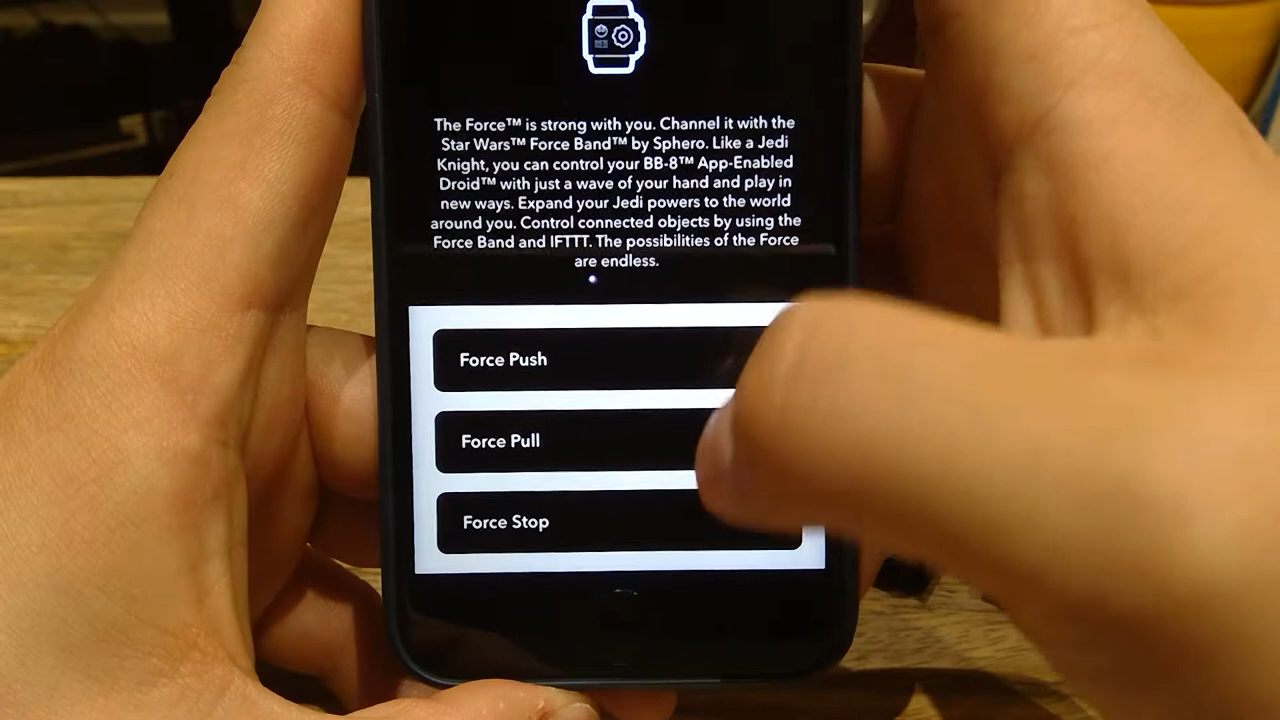 The Force™ is strong with you. Channel it with the
Star Wars™ Force Band™ by Sphero. Like a Jedi
Knight, you can control your BB-8™ App-Enabled
Droid™ with just a wave of your hand and play in
new ways. Expand your Jedi powers to the world
around you. Control connected objects by using the
Force Band and IFTTT. The possibilities of the Force
are endless.
Force Push
Force Pull
Force Stop